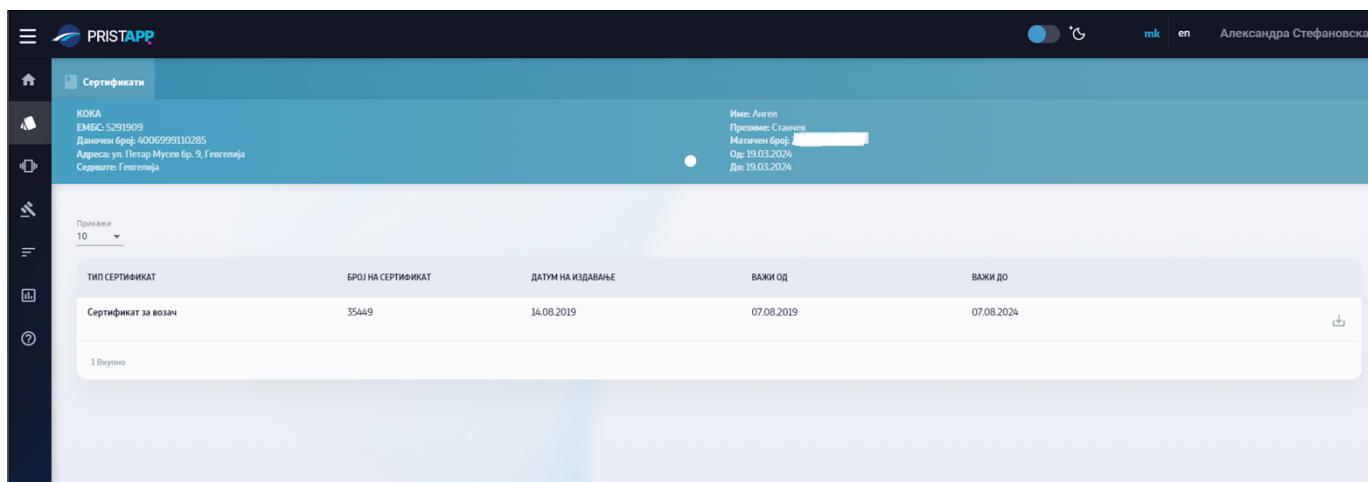 PRISTAPP
mk en Александра Стефановска
Сертификати
КОКА
ЕМБС: 5291909
Даночен број: 4006999110285
Адреса: ул. Петар Мусев бр. 9, Гевгелија
Седиште: Гевгелија
Име: Ангел
Презиме: Станчев
Матичен број:
Од: 19.03.2024
До: 19.03.2024
Прикажи
10
ТИП СЕРТИФИКАТ БРОЈ НА СЕРТИФИКАТ ДАТУМ НА ИЗДАВАЊЕ ВАЖИ ОД ВАЖИ ДО
Сертификат за возач 35449 14.08.2019 07.08.2019 07.08.2024
1 Вкупно